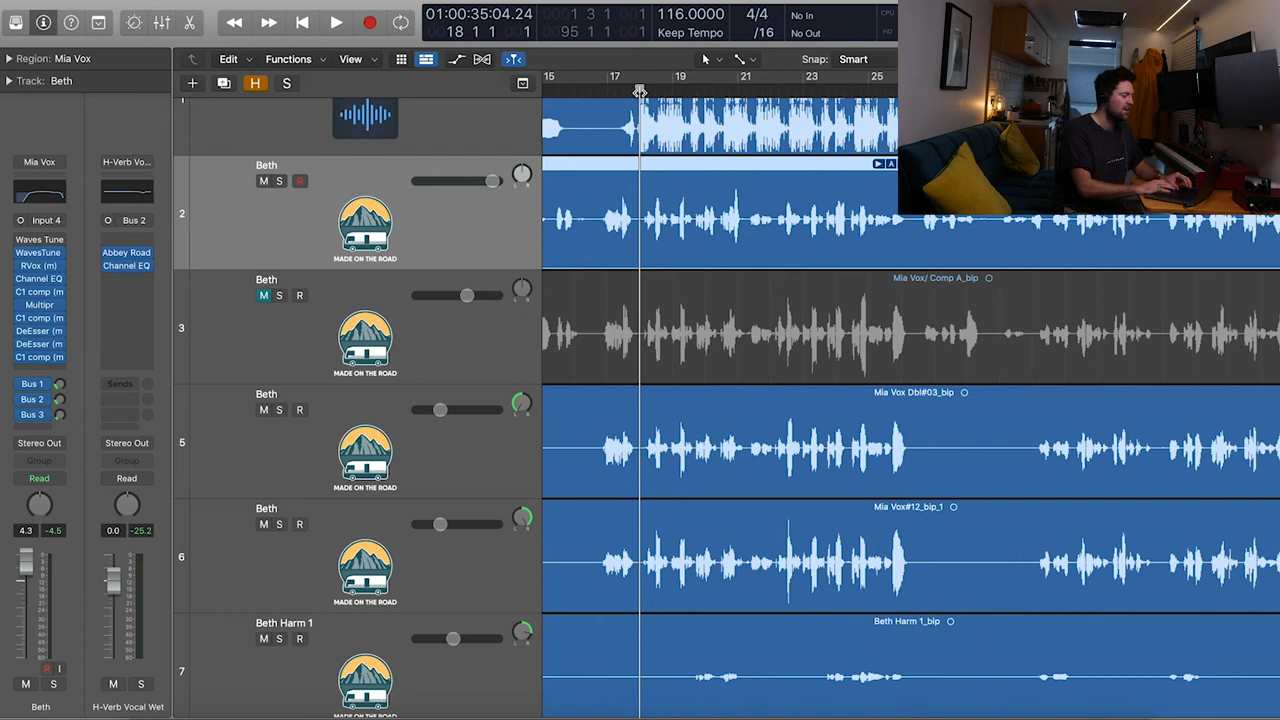 01:00:35:04.24 1 3 1 001 116.0000 4/4 No In CPU
18 1 1 001 95 1 1 001 Keep Tempo /16 No Out HD
Region: Mia Vox Edit Functions View Snap: Smart
Track: Beth
H S
15 17 19 21 23 25
1
Mia Vox H-Verb Vo...
Input 4 Bus 2
Waves Tune
WavesTune Abbey Road
RVox (m) Channel EQ
Channel EQ
C1 comp (m
Multipr
C1 comp (m
DeEsser (m
DeEsser (m
C1 comp (m
Bus 1 Sends
Bus 2
Bus 3
Stereo Out Stereo Out
Group Group
Read Read
4.3 -4.5 0.0 -25.2
R I
M S M S
Beth H-Verb Vocal Wet
Beth
M S R
L R
2
MADE ON THE ROAD
A
Beth
M S R
L R
3
MADE ON THE ROAD
Mia Vox/ Comp A_bip
Beth
M S R
L R
5
MADE ON THE ROAD
Mia Vox Dbl#03_bip
Beth
M S R
L R
6
MADE ON THE ROAD
Mia Vox#12_bip_1
Beth Harm 1
M S R
L R
7
MADE ON THE ROAD
Beth Harm 1_bip